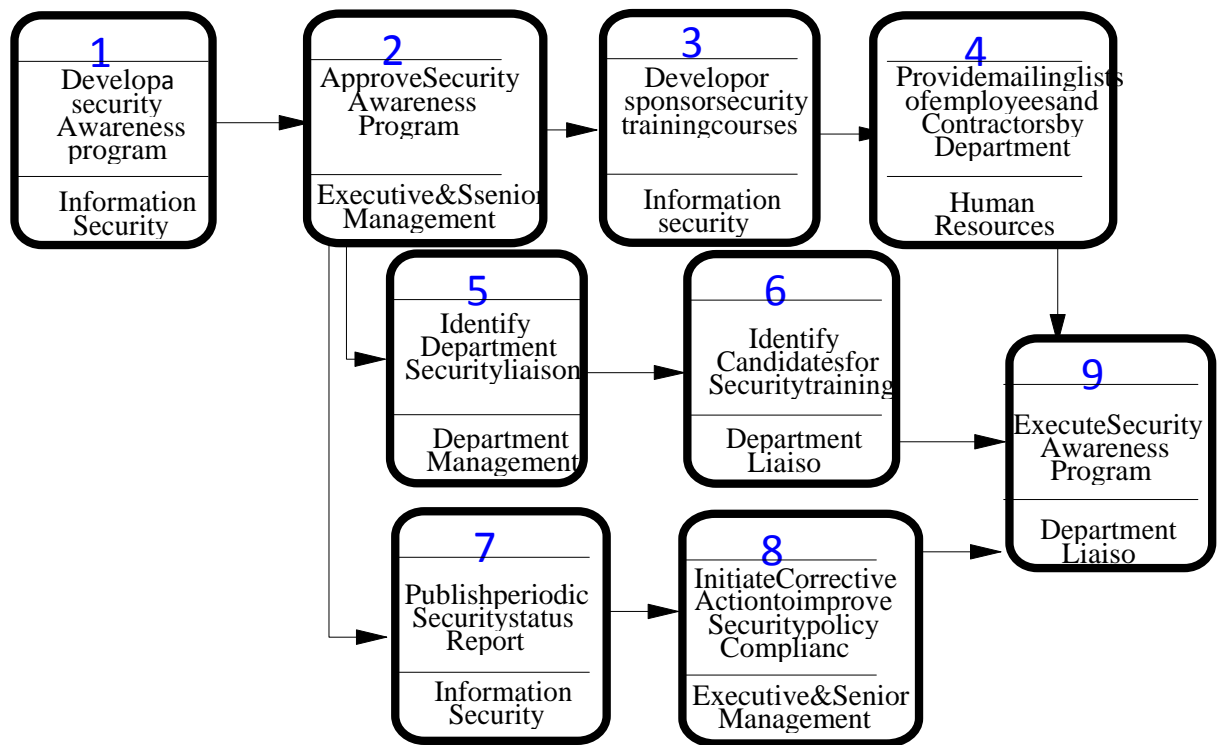 1
Developa
security
Awareness
program
Information
Security
2
ApproveSecurity
Awareness
Program
Executive&Ssenior
Management
3
Developor
sponsorsecurity
trainingcourses
Information
security
4
Providemailinglists
ofemployeesand
Contractorsby
Department
Human
Resources
5
Identify
Department
Securityliaison
Department
Management
6
Identify
Candidatesfor
Securitytraining
Department
Liaiso
7
Publishperiodic
Securitystatus
Report
Information
Security
8
InitiateCorrective
Actiontoimprove
Securitypolicy
Complianc
Executive&Senior
Management
9
ExecuteSecurity
Awareness
Program
Department
Liaiso